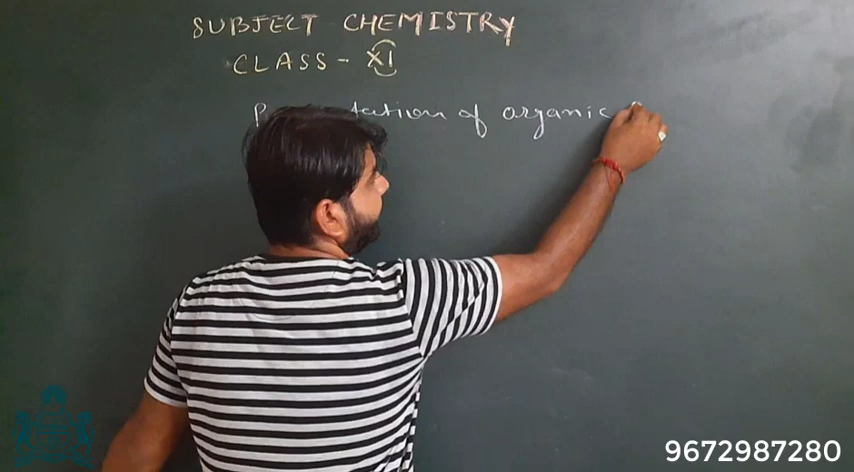 SUBJECT CHEMISTRY
CLASS - XI
of organic
9672987280